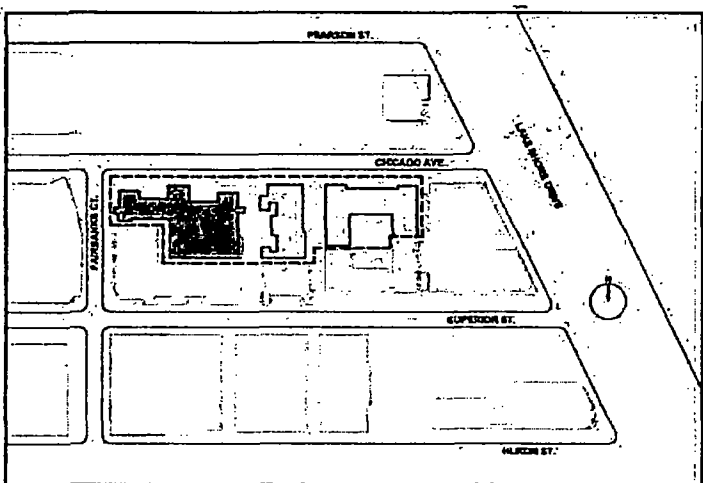 PEARSON ST.
CHICAGO AVE.
LAKE SHORE DRIVE
FAIRBANKS CT.
N
SUPERIOR ST.
HURON ST.